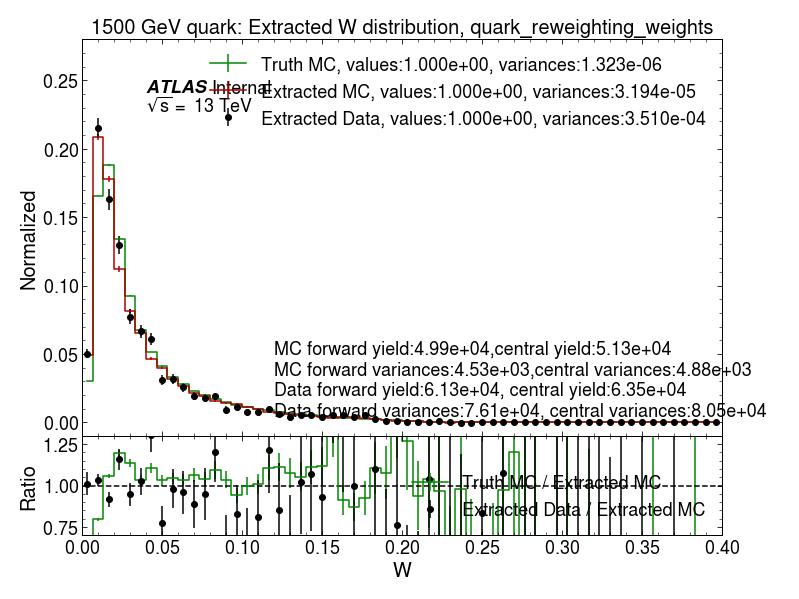 1500 GeV quark: Extracted W distribution, quark_reweighting_weights
Truth MC, values:1.000e+00, variances:1.323e-06
ATLAS Internal
Extracted MC, values:1.000e+00, variances:3.194e-05
√s = 13 TeV
Extracted Data, values:1.000e+00, variances:3.510e-04
Normalized
0.25
0.20
0.15
0.10
0.05
0.00
MC forward yield:4.99e+04,central yield:5.13e+04
MC forward variances:4.53e+03,central variances:4.88e+03
Data forward yield:6.13e+04, central yield:6.35e+04
Data forward variances:7.61e+04, central variances:8.05e+04
Ratio
1.25
1.00
0.75
Truth MC / Extracted MC
Extracted Data / Extracted MC
0.00 0.05 0.10 0.15 0.20 0.25 0.30 0.35 0.40
W